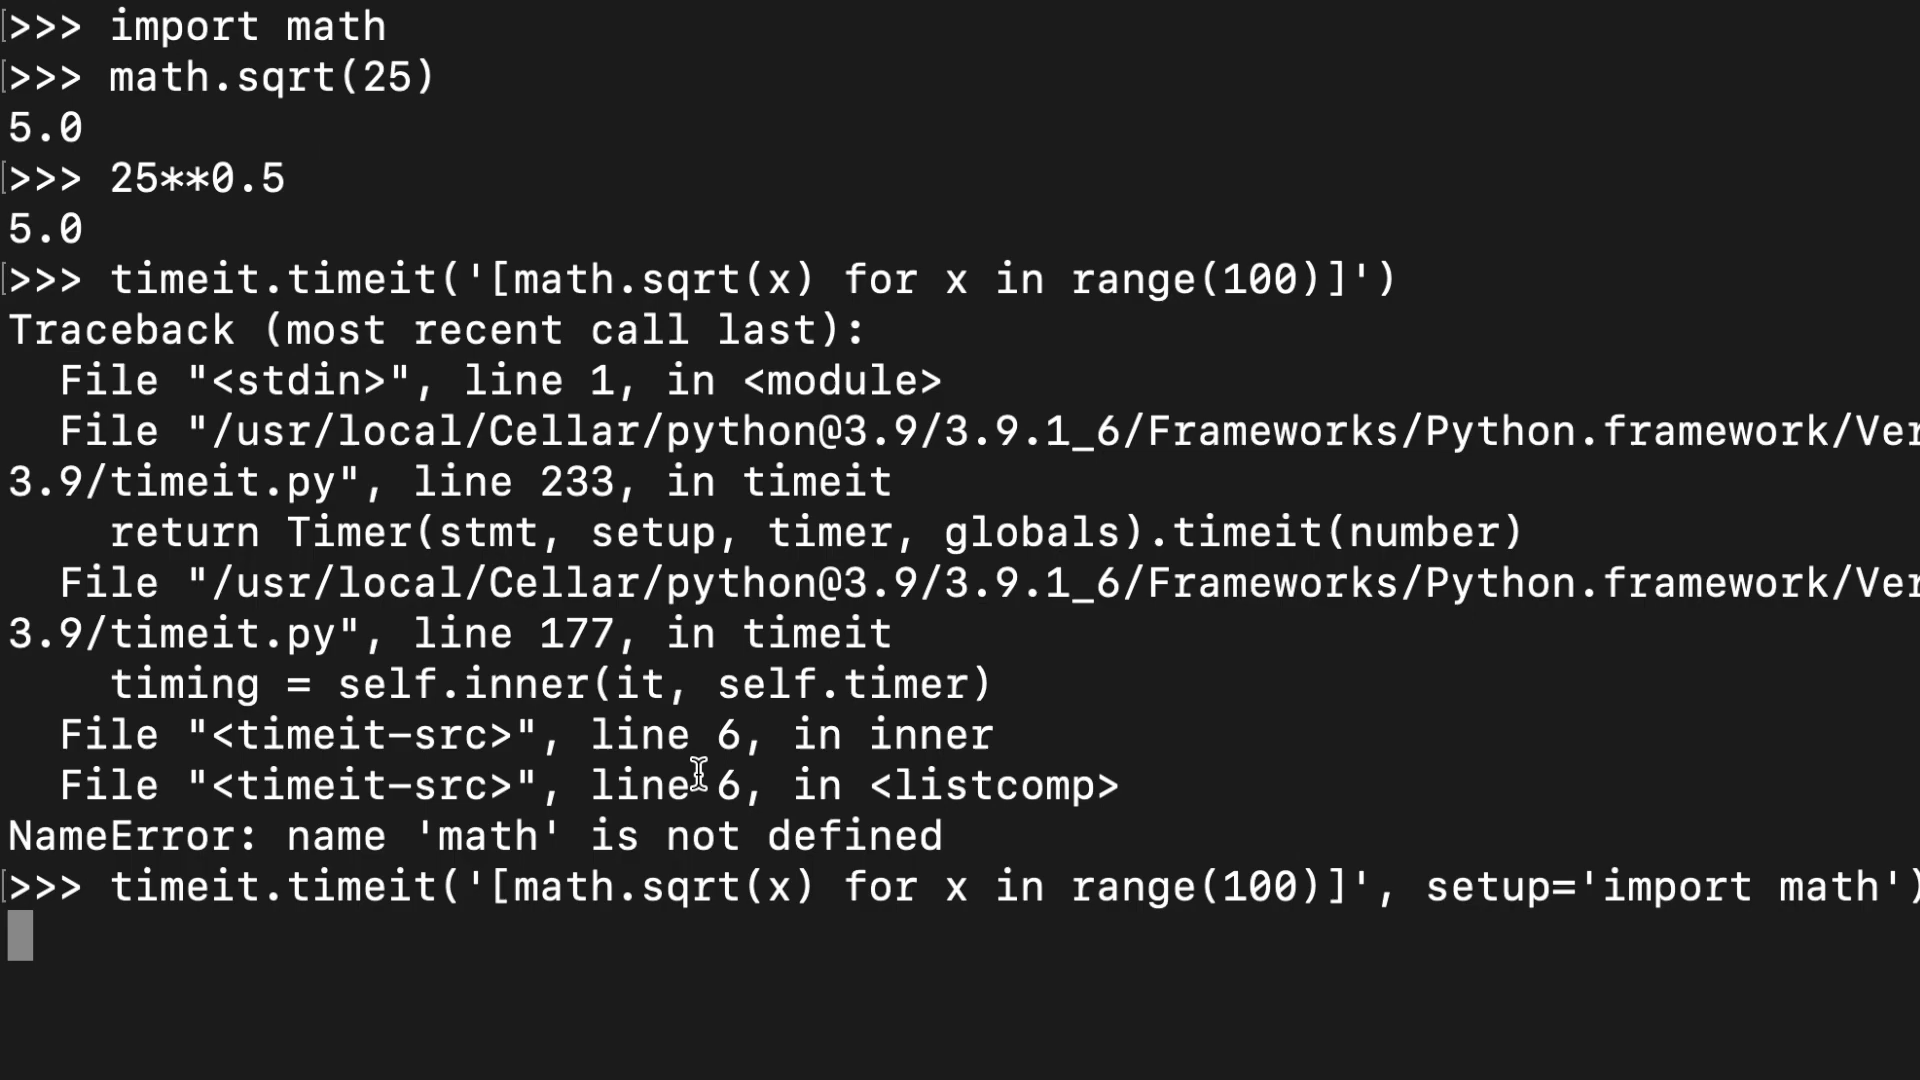 >>> import math
>>> math.sqrt(25)
5.0
>>> 25**0.5
5.0
>>> timeit.timeit('[math.sqrt(x) for x in range(100)]')
Traceback (most recent call last):
  File "<stdin>", line 1, in <module>
  File "/usr/local/Cellar/python@3.9/3.9.1_6/Frameworks/Python.framework/Ver
3.9/timeit.py", line 233, in timeit
    return Timer(stmt, setup, timer, globals).timeit(number)
  File "/usr/local/Cellar/python@3.9/3.9.1_6/Frameworks/Python.framework/Ver
3.9/timeit.py", line 177, in timeit
    timing = self.inner(it, self.timer)
  File "<timeit-src>", line 6, in inner
  File "<timeit-src>", line 6, in <listcomp>
NameError: name 'math' is not defined
>>> timeit.timeit('[math.sqrt(x) for x in range(100)]', setup='import math')